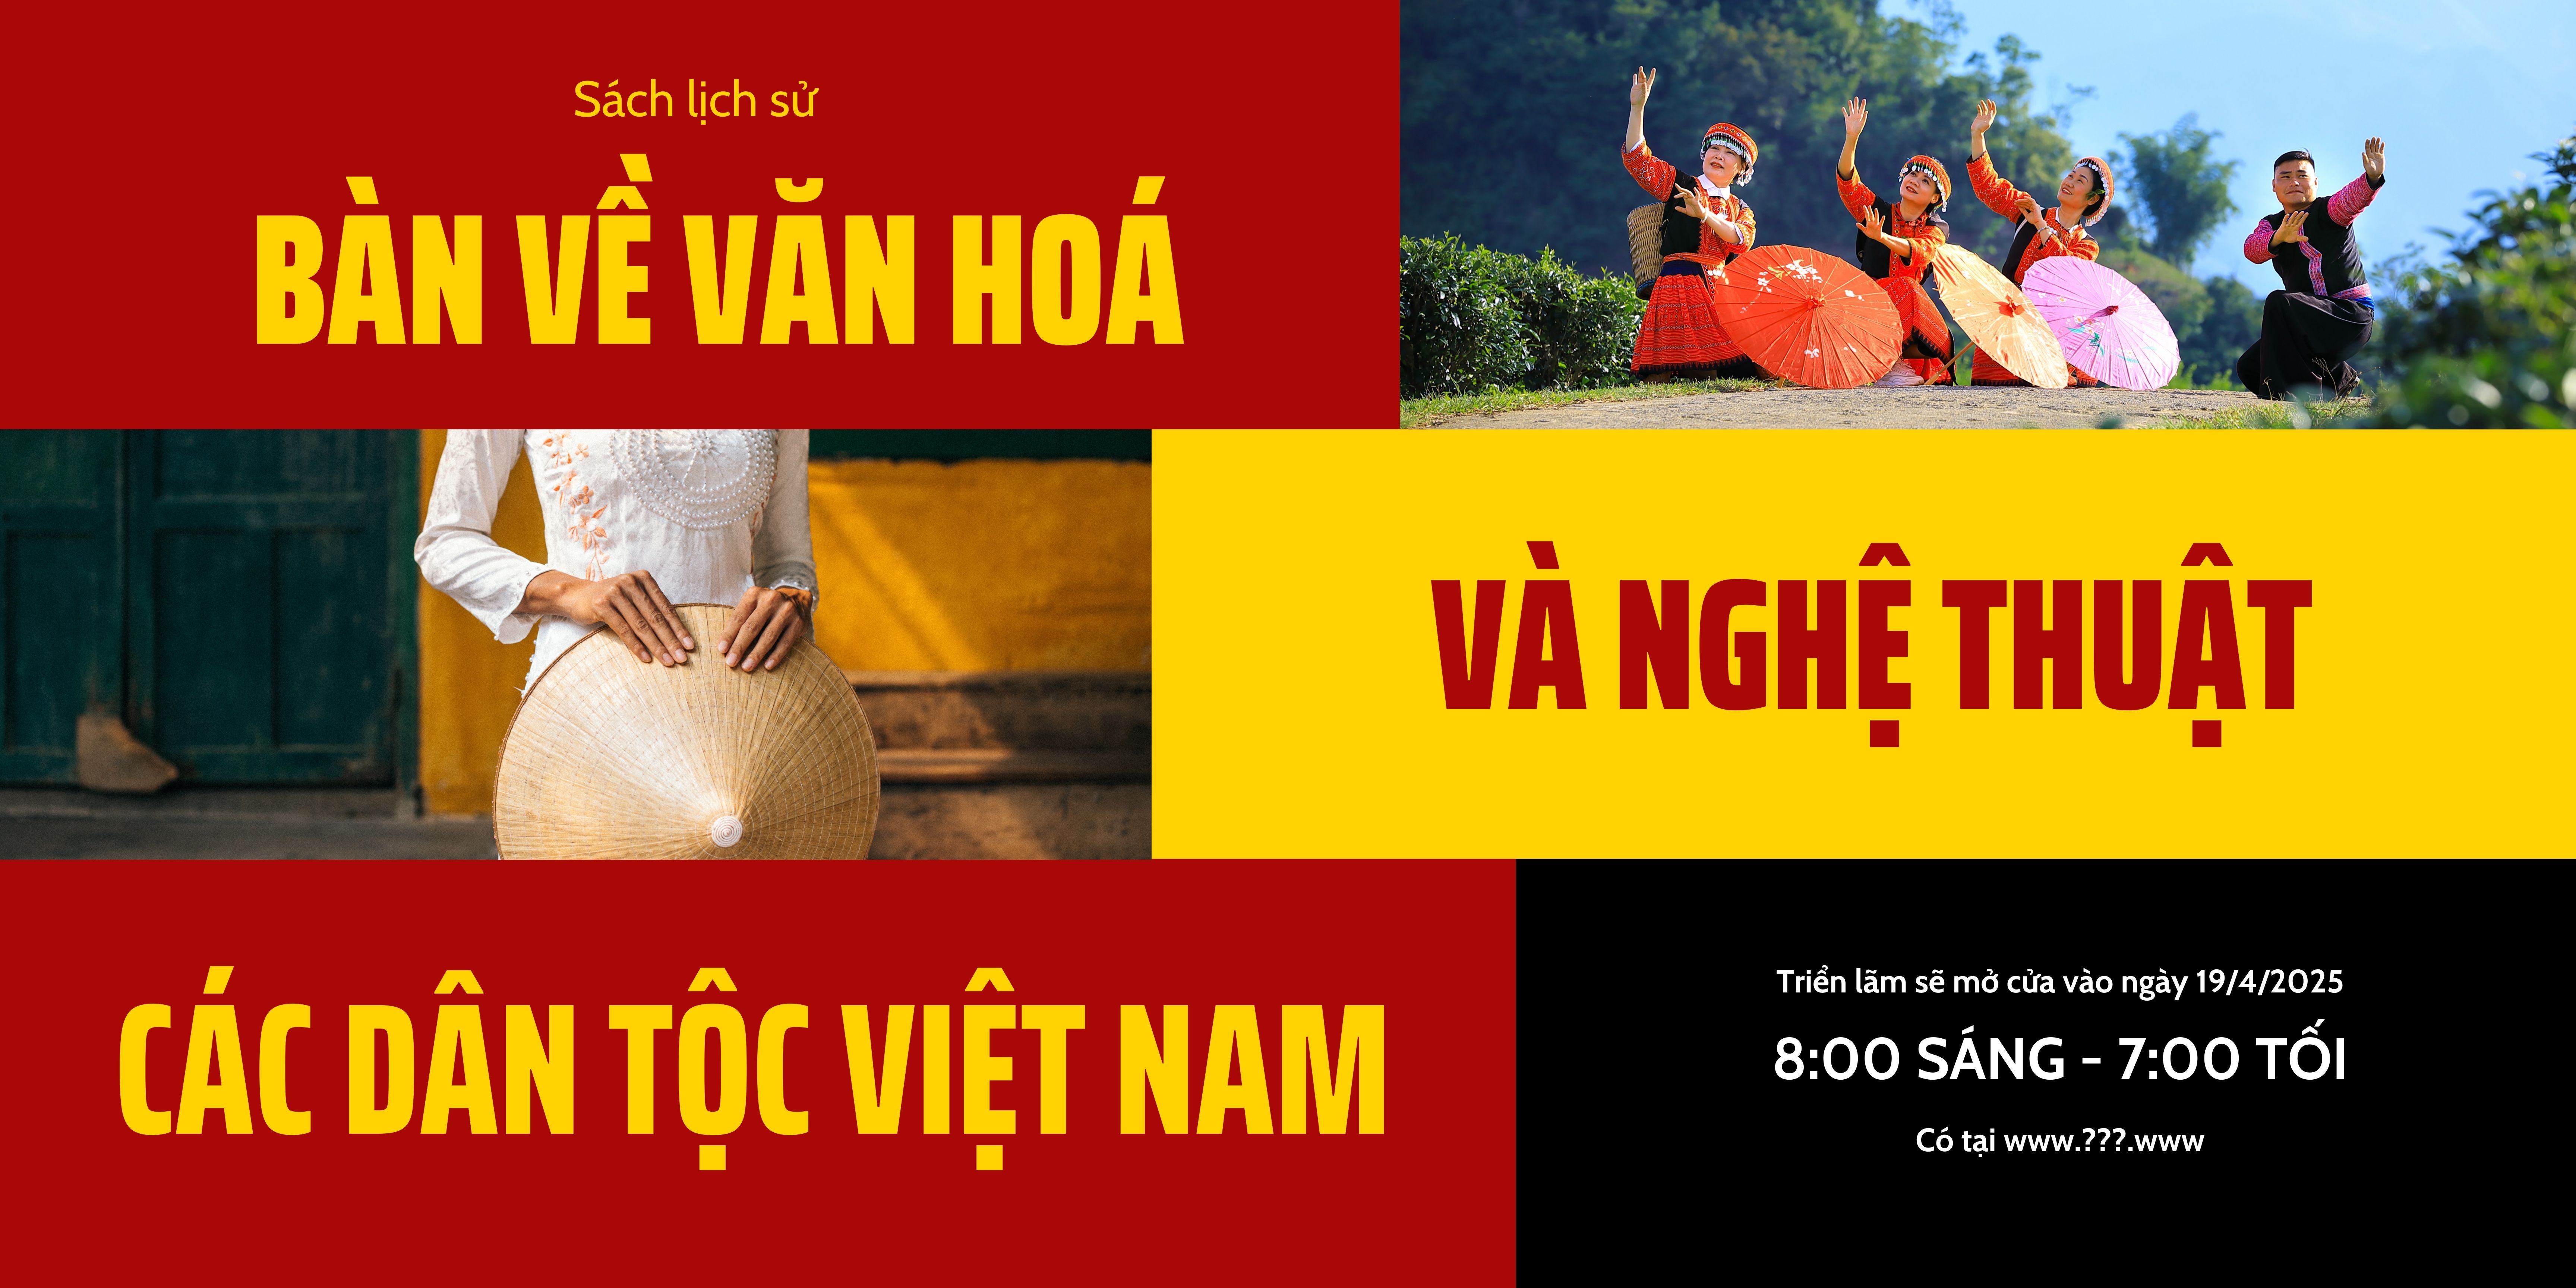 Sách lịch sử
BÀN VỀ VĂN HOÁ
VÀ NGHỆ THUẬT
CÁC DÂN TỘC VIỆT NAM
Triển lãm sẽ mở cửa vào ngày 19/4/2025
8:00 SÁNG - 7:00 TỐI
Có tại www.???.www